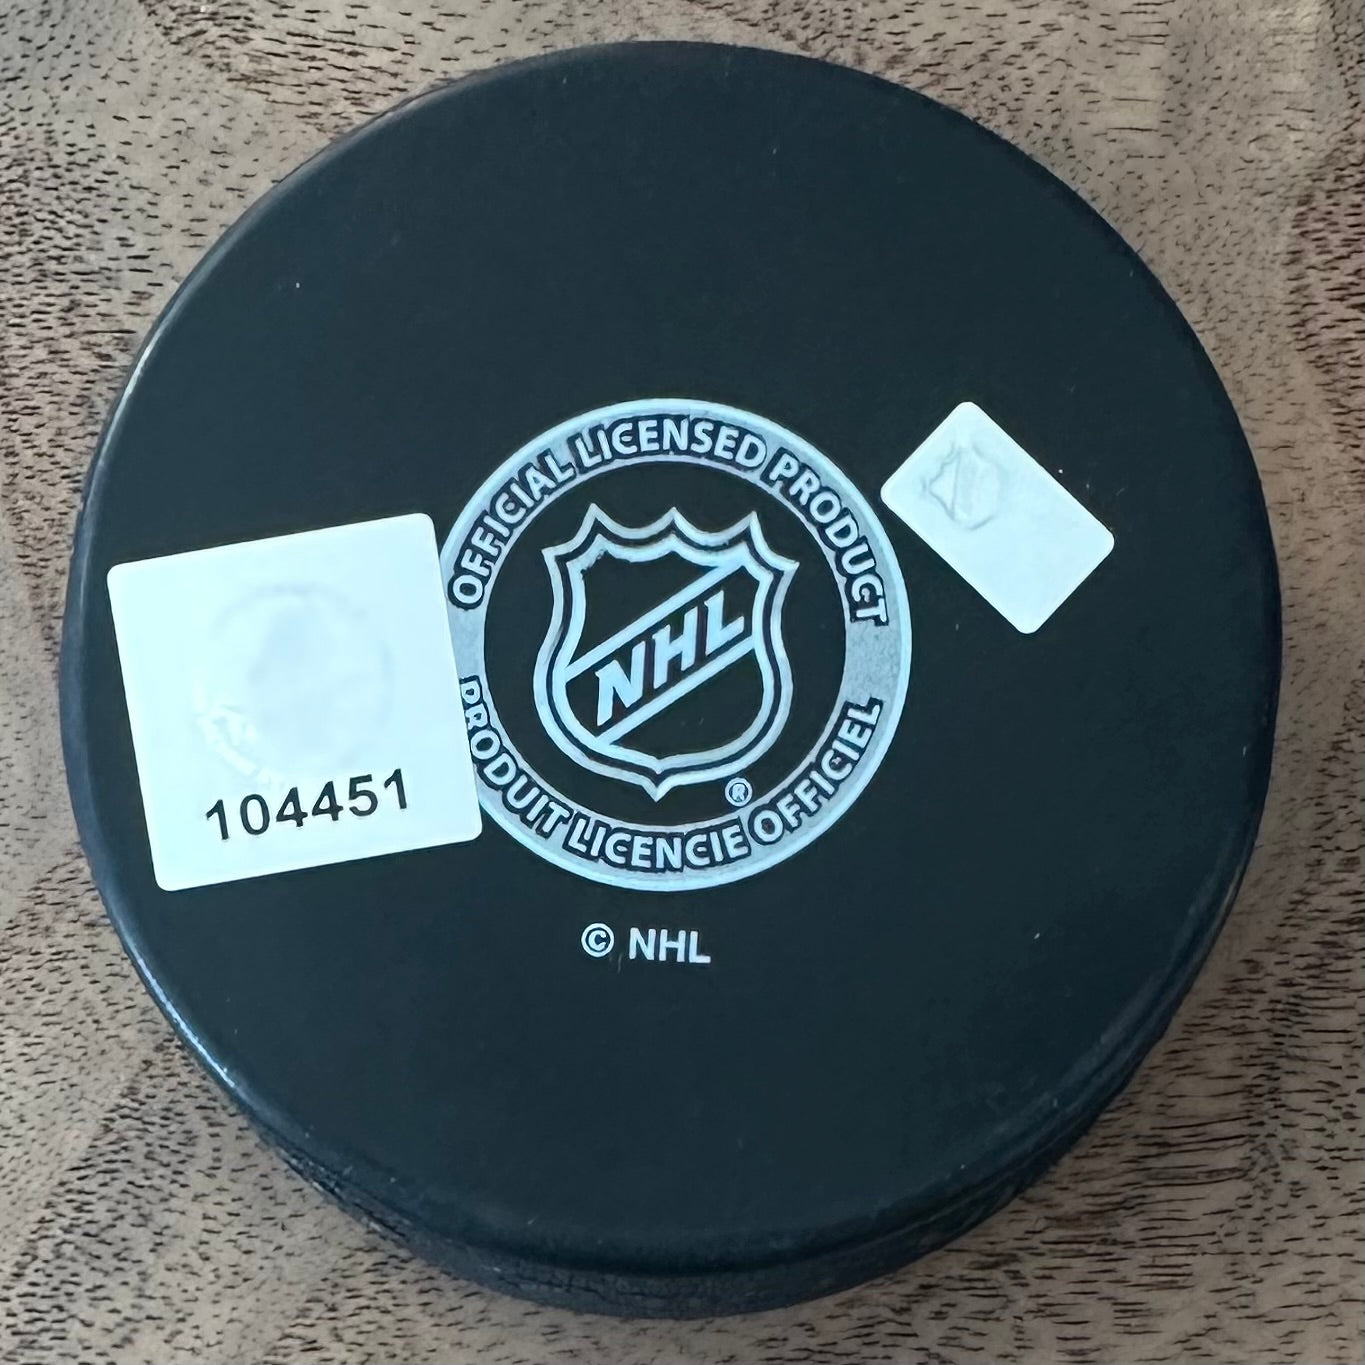 OFFICIAL LICENSED PRODUCT
NHL
®
PRODUIT LICENCIE OFFICIEL
104451
© NHL